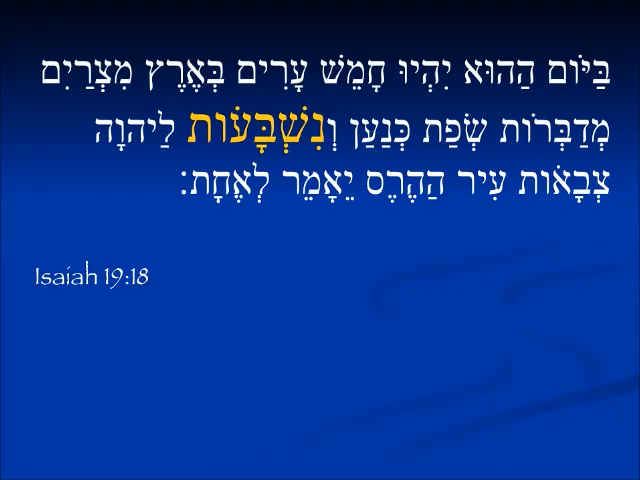 בַּיּוֹם הַהוּא יִהְיוּ חָמֵשׁ עָרִים בְּאֶרֶץ מִצְרַיִם
מְדַבְּרוֹת שְׂפַת כְּנַעַן וְנִשְׁבָּעוֹת לַיהוָה
צְבָאוֹת עִיר הַהֶרֶס יֵאָמֵר לְאֶחָת׃
Isaiah 19:18